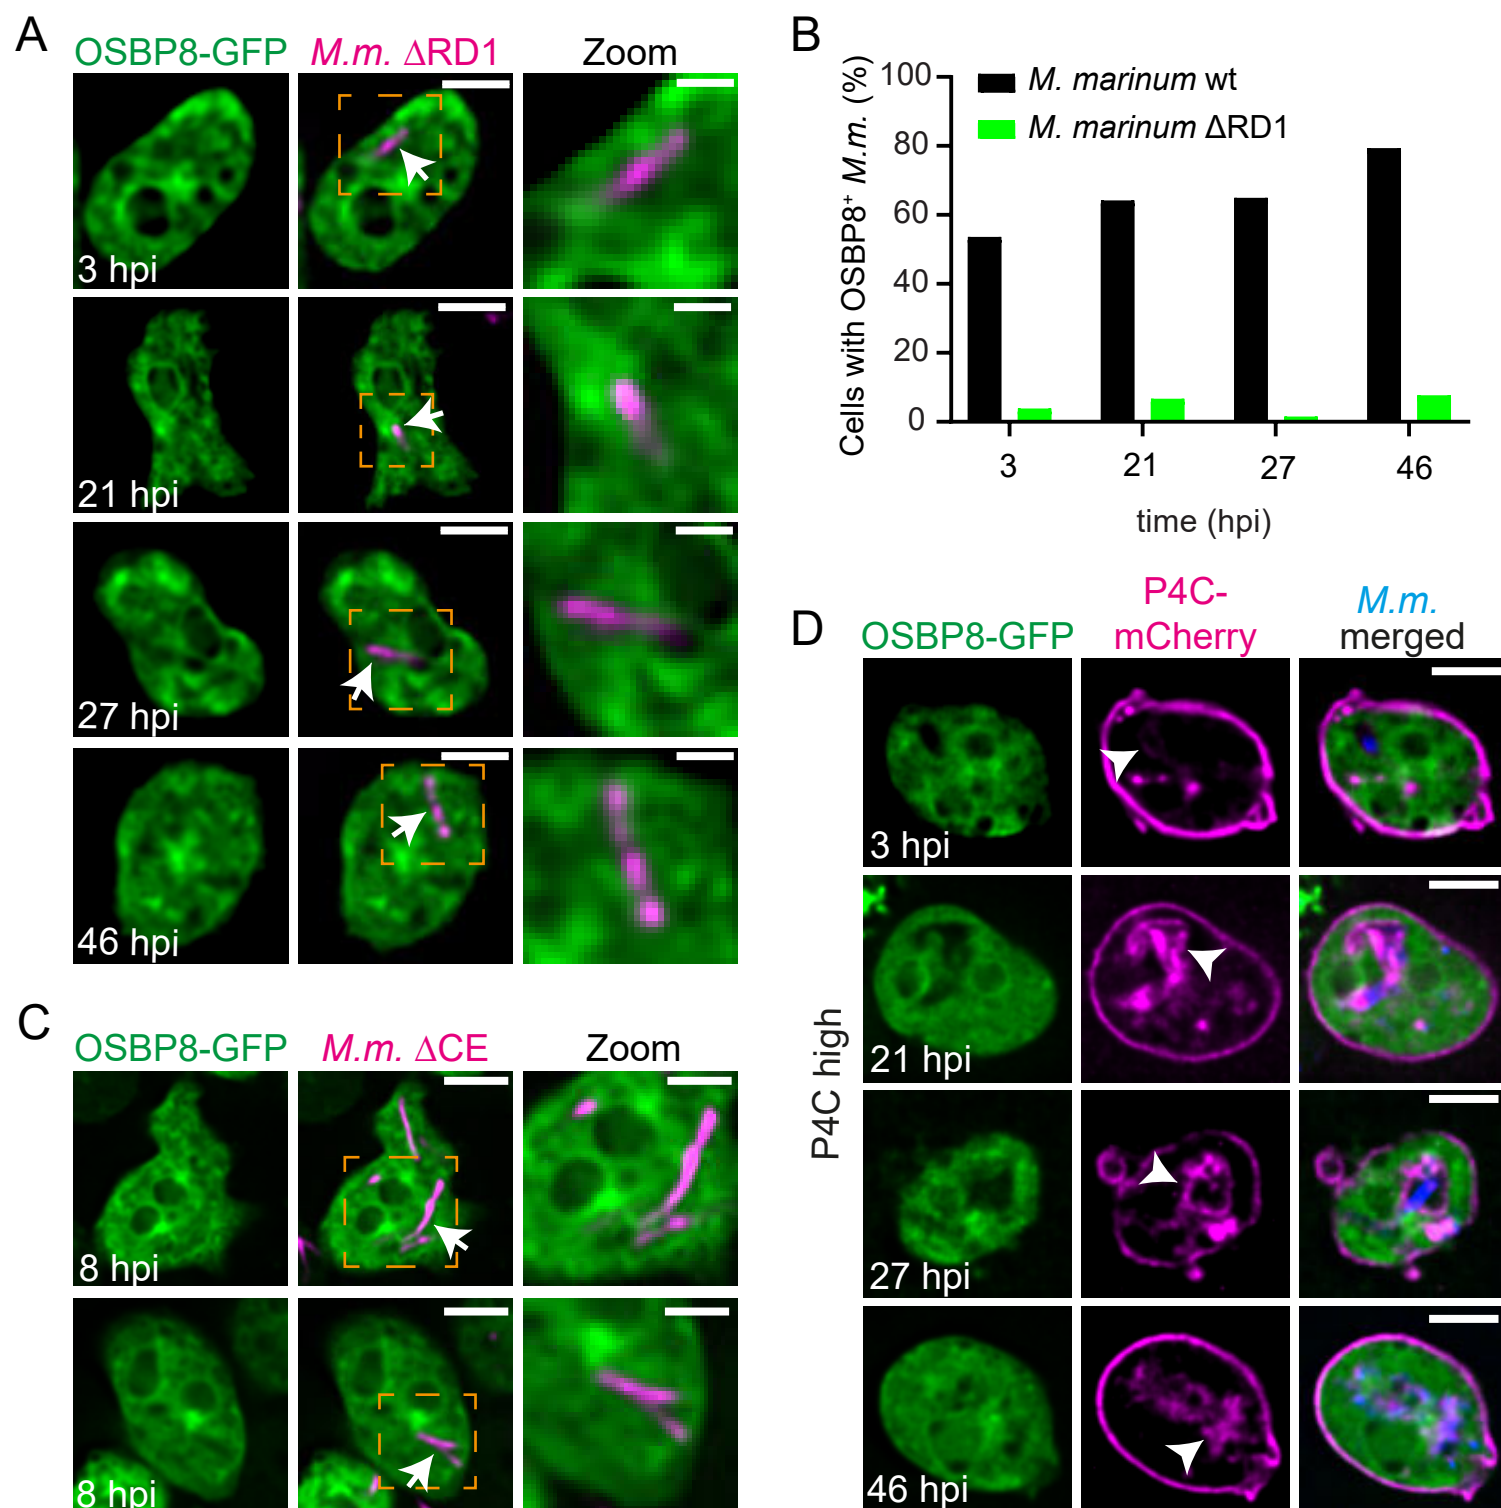 A
OSBP8-GFP M.m. ΔRD1 Zoom
3 hpi
21 hpi
27 hpi
46 hpi
B
Cells with OSBP8⁺ M.m. (%)
100
80
60
40
20
0
M. marinum wt
M. marinum ΔRD1
3 21 27 46
time (hpi)
C
OSBP8-GFP M.m. ΔCE Zoom
8 hpi
8 hpi
D
OSBP8-GFP P4C-mCherry M.m. merged
P4C high
3 hpi
21 hpi
27 hpi
46 hpi